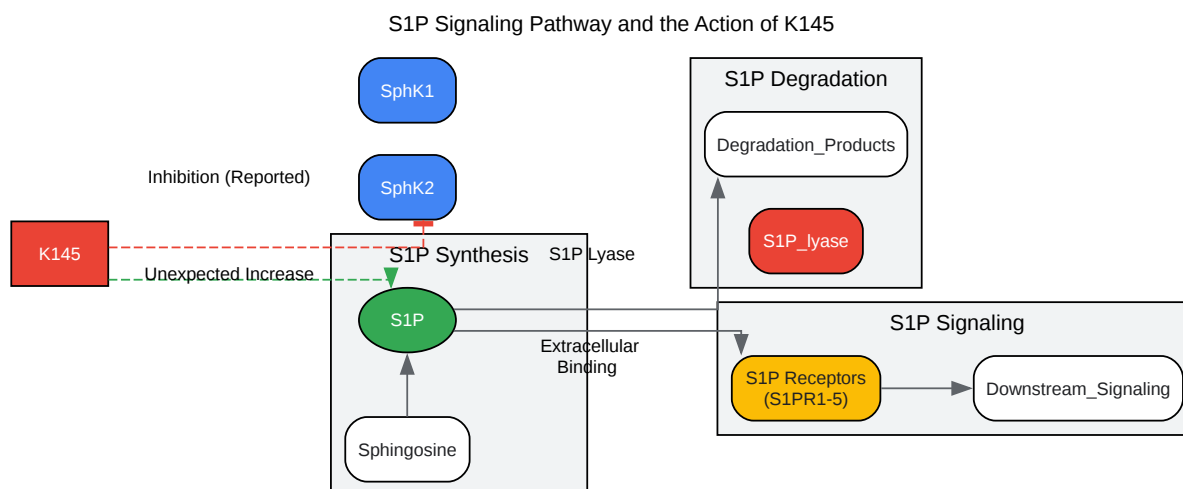 S1P Signaling Pathway and the Action of K145
SphK1
S1P Degradation
Degradation_Products
Inhibition (Reported)
SphK2
K145
S1P_lyase
S1P Synthesis
S1P Lyase
Unexpected Increase
S1P
S1P Signaling
Extracellular
Binding
S1P Receptors
(S1PR1-5)
Downstream_Signaling
Sphingosine